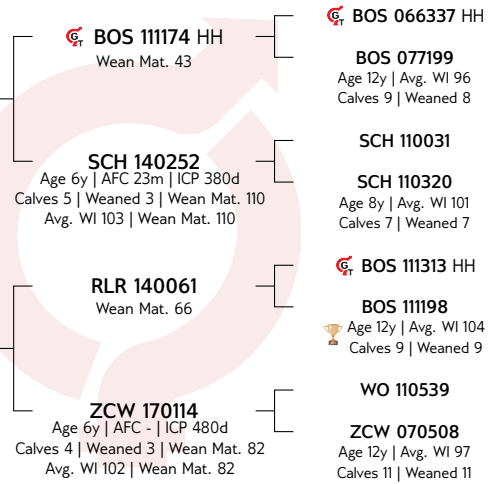 BOS 111174 HH
Wean Mat. 43
SCH 140252
Age 6y | AFC 23m | ICP 380d
Calves 5 | Weaned 3 | Wean Mat. 110
Avg. WI 103 | Wean Mat. 110
RLR 140061
Wean Mat. 66
ZCW 170114
Age 6y | AFC - | ICP 480d
Calves 4 | Weaned 3 | Wean Mat. 82
Avg. WI 102 | Wean Mat. 82
GT BOS 066337 HH
BOS 077199
Age 12y | Avg. WI 96
Calves 9 | Weaned 8
SCH 110031
SCH 110320
Age 8y | Avg. WI 101
Calves 7 | Weaned 7
GT BOS 111313 HH
BOS 111198
Age 12y | Avg. WI 104
Calves 9 | Weaned 9
WO 110539
ZCW 070508
Age 12y | Avg. WI 97
Calves 11 | Weaned 11